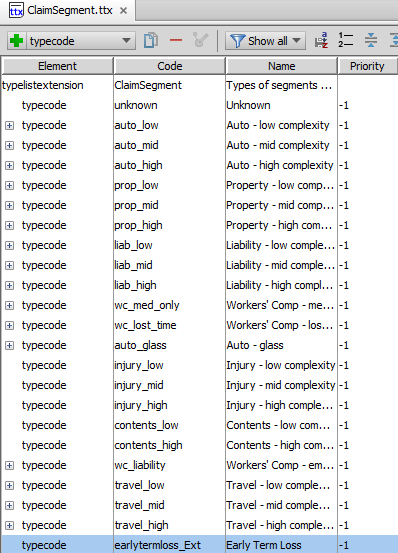 ClaimSegment.ttx
typecode Show all
Element Code Name Priority
typelistextension ClaimSegment Types of segments ...
typecode unknown Unknown -1
typecode auto_low Auto - low complexity -1
typecode auto_mid Auto - mid complexity -1
typecode auto_high Auto - high complexity -1
typecode prop_low Property - low comp... -1
typecode prop_mid Property - mid comp... -1
typecode prop_high Property - high com... -1
typecode liab_low Liability - low comple... -1
typecode liab_mid Liability - mid comple... -1
typecode liab_high Liability - high compl... -1
typecode wc_med_only Workers' Comp - me... -1
typecode wc_lost_time Workers' Comp - los... -1
typecode auto_glass Auto - glass -1
typecode injury_low Injury - low complexity -1
typecode injury_mid Injury - mid complexity -1
typecode injury_high Injury - high comple... -1
typecode contents_low Contents - low com... -1
typecode contents_high Contents - high com... -1
typecode wc_liability Workers' Comp - em... -1
typecode travel_low Travel - low comple... -1
typecode travel_mid Travel - mid comple... -1
typecode travel_high Travel - high comple... -1
typecode earlytermloss_Ext Early Term Loss -1